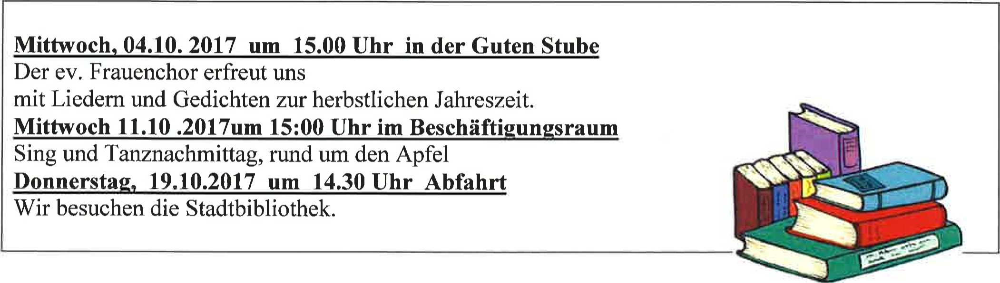 Mittwoch, 04.10. 2017 um 15.00 Uhr in der Guten Stube
Der ev. Frauenchor erfreut uns
mit Liedern und Gedichten zur herbstlichen Jahreszeit.
Mittwoch 11.10 .2017um 15:00 Uhr im Beschäftigungsraum
Sing und Tanznachmittag, rund um den Apfel
Donnerstag, 19.10.2017 um 14.30 Uhr Abfahrt
Wir besuchen die Stadtbibliothek.